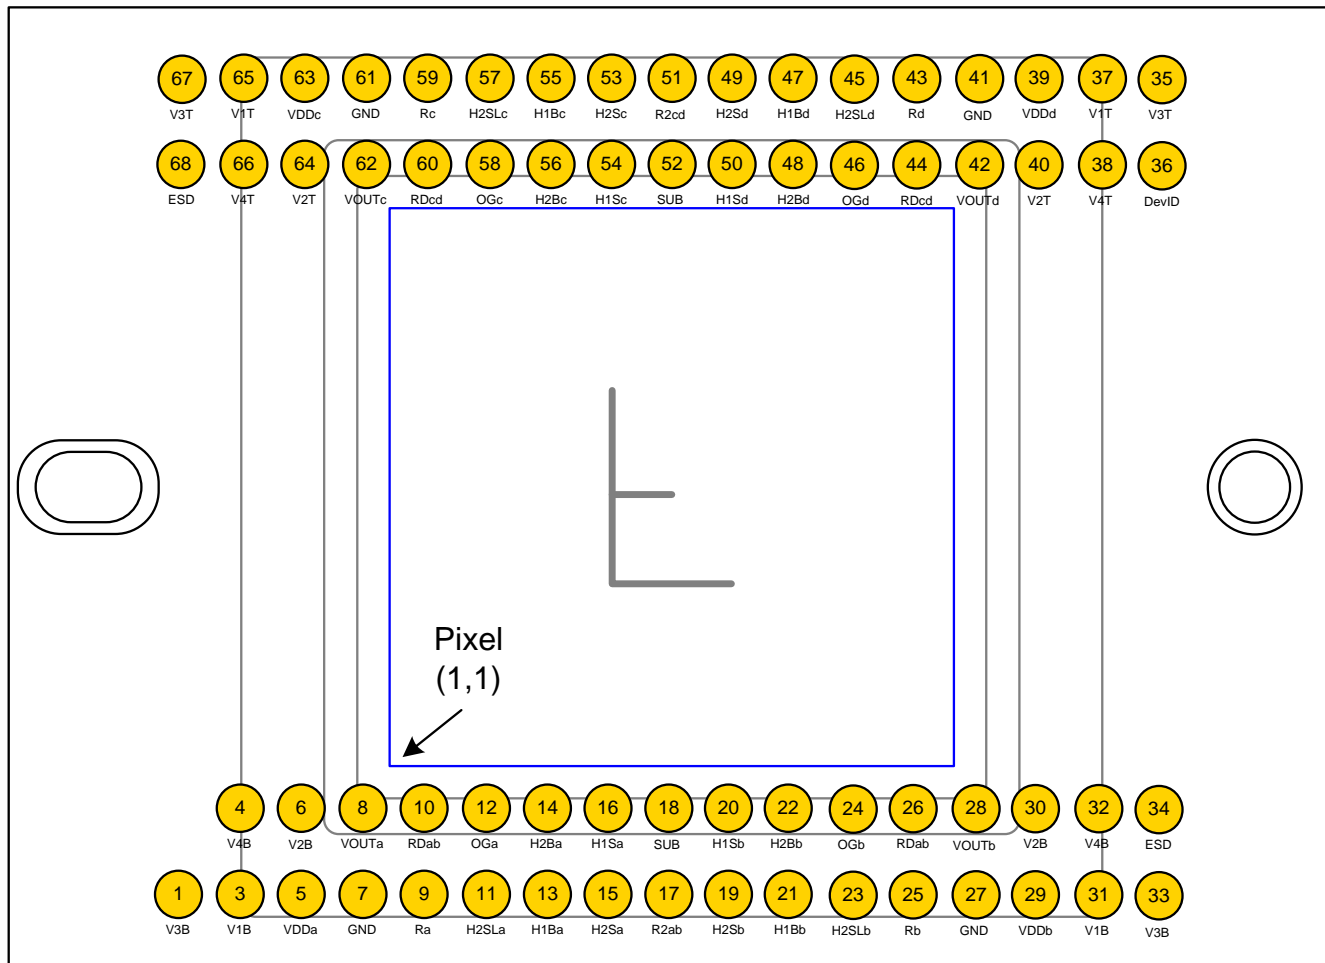 67 65 63 61 59 57 55 53 51 49 47 45 43 41 39 37 35
V3T V1T VDDc GND Rc H2SLc H1Bc H2Sc R2cd H2Sd H1Bd H2SLd Rd GND VDDd V1T V3T
68 66 64 62 60 58 56 54 52 50 48 46 44 42 40 38 36
ESD V4T V2T VOUTc RDcd OGc H2Bc H1Sc SUB H1Sd H2Bd OGd RDcd VOUTd V2T V4T DevID
Pixel
(1,1)
4 6 8 10 12 14 16 18 20 22 24 26 28 30 32 34
V4B V2B VOUTa RDab OGa H2Ba H1Sa SUB H1Sb H2Bb OGb RDab VOUTb V2B V4B ESD
1 3 5 7 9 11 13 15 17 19 21 23 25 27 29 31 33
V3B V1B VDDa GND Ra H2SLa H1Ba H2Sa R2ab H2Sb H1Bb H2SLb Rb GND VDDb V1B V3B